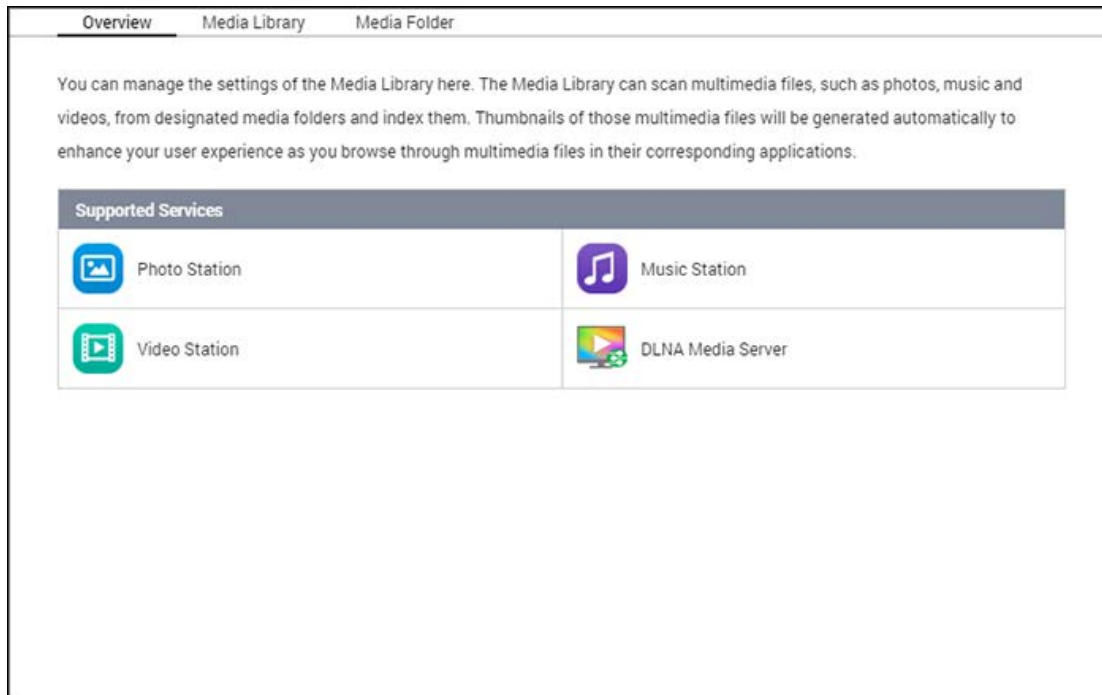 Overview Media Library Media Folder
You can manage the settings of the Media Library here. The Media Library can scan multimedia files, such as photos, music and
videos, from designated media folders and index them. Thumbnails of those multimedia files will be generated automatically to
enhance your user experience as you browse through multimedia files in their corresponding applications.
Supported Services
Photo Station Music Station
Video Station DLNA Media Server